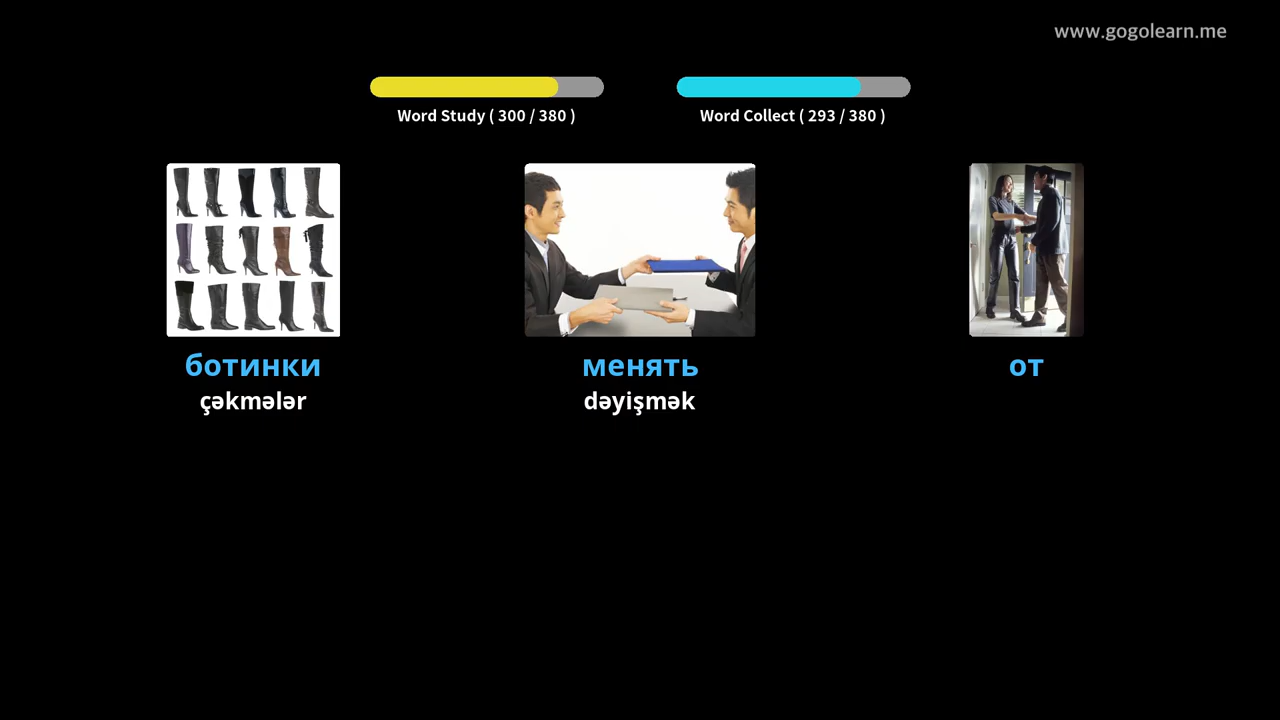 www.gogolearn.me
Word Study ( 300 / 380 )
Word Collect ( 293 / 380 )
ботинки
çəkmələr
менять
dəyişmək
от